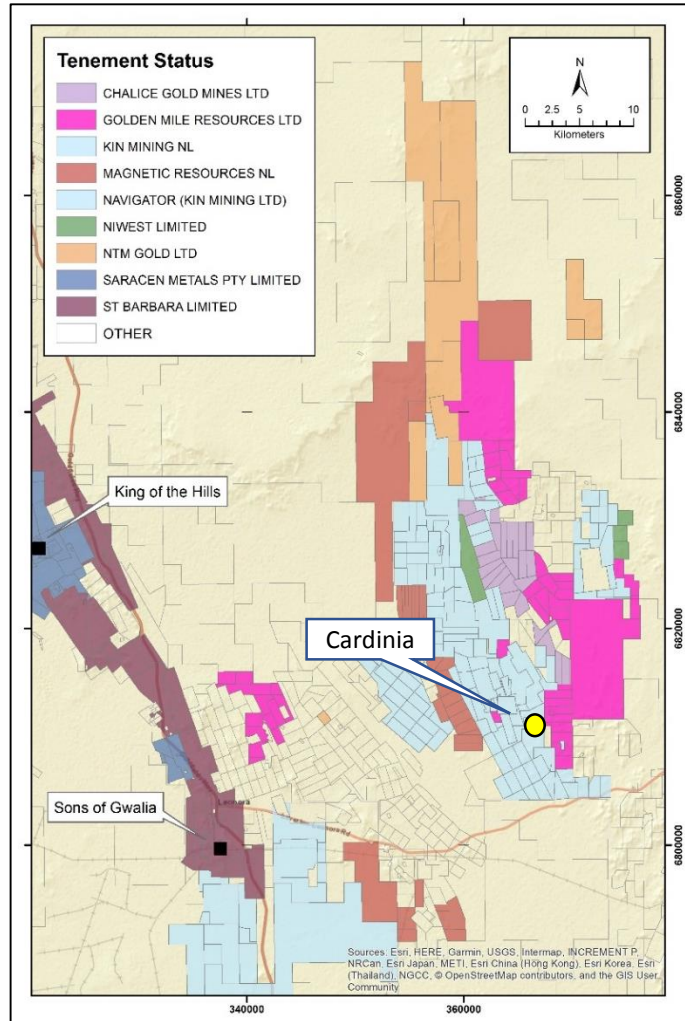 Tenement Status
CHALICE GOLD MINES LTD
GOLDEN MILE RESOURCES LTD
KIN MINING NL
MAGNETIC RESOURCES NL
NAVIGATOR (KIN MINING LTD)
NIWEST LIMITED
NTM GOLD LTD
SARACEN METALS PTY LIMITED
ST BARBARA LIMITED
OTHER
N
0 2.5 5 10
Kilometers
6860000
6840000
King of the Hills
6820000
Cardinia
Sons of Gwalia
Leonora
6800000
Sources: Esri, HERE, Garmin, USGS, Intermap, INCREMENT P,
NRCan, Esri Japan, METI, Esri China (Hong Kong), Esri Korea, Esri
(Thailand), NGCC, © OpenStreetMap contributors, and the GIS User
Community
340000 360000